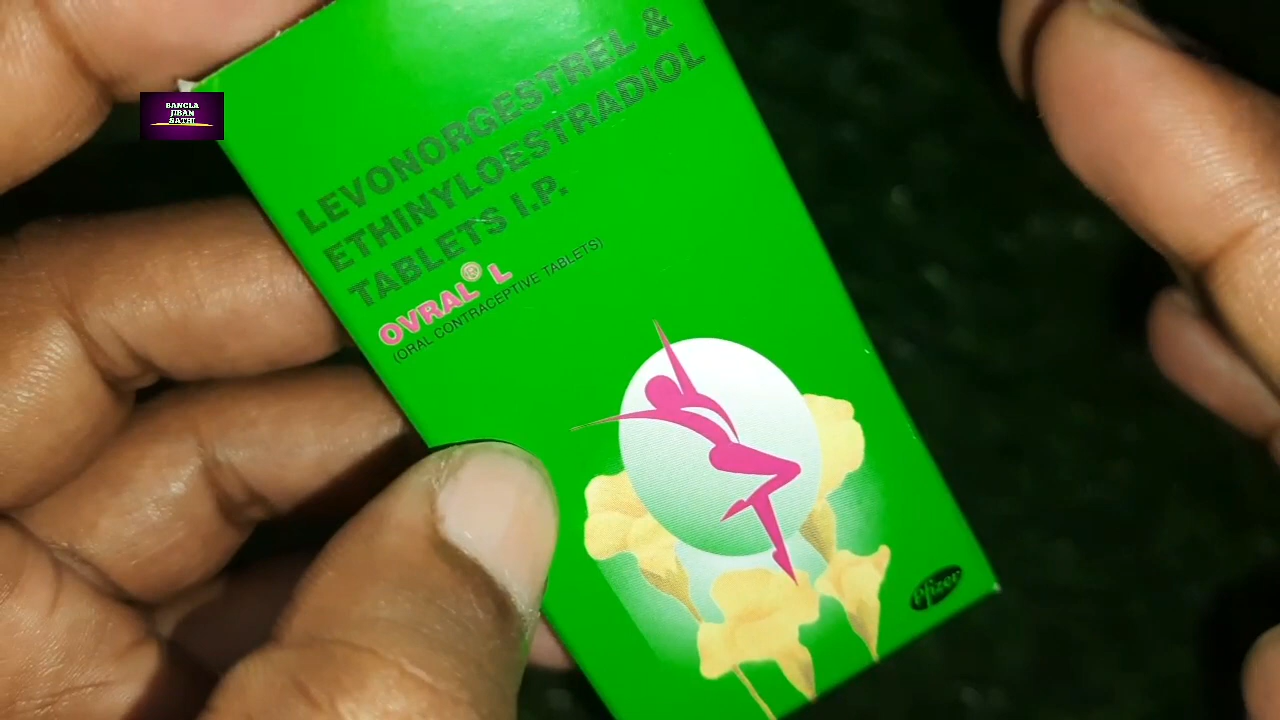 BANGLA
JIBAN
SATHI
LEVONORGESTREL &
ETHINYLOESTRADIOL
TABLETS I.P.
OVRAL® L
(ORAL CONTRACEPTIVE TABLETS)
Pfizer